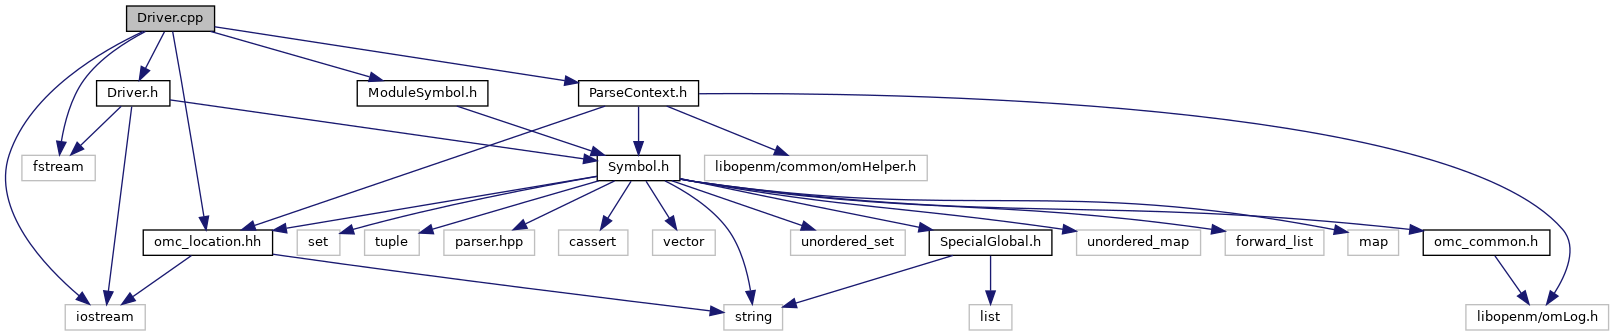 Driver.cpp
Driver.h
ModuleSymbol.h
ParseContext.h
fstream
Symbol.h
libopenm/common/omHelper.h
omc_location.hh
set
tuple
parser.hpp
cassert
vector
unordered_set
SpecialGlobal.h
unordered_map
forward_list
map
omc_common.h
iostream
string
list
libopenm/omLog.h